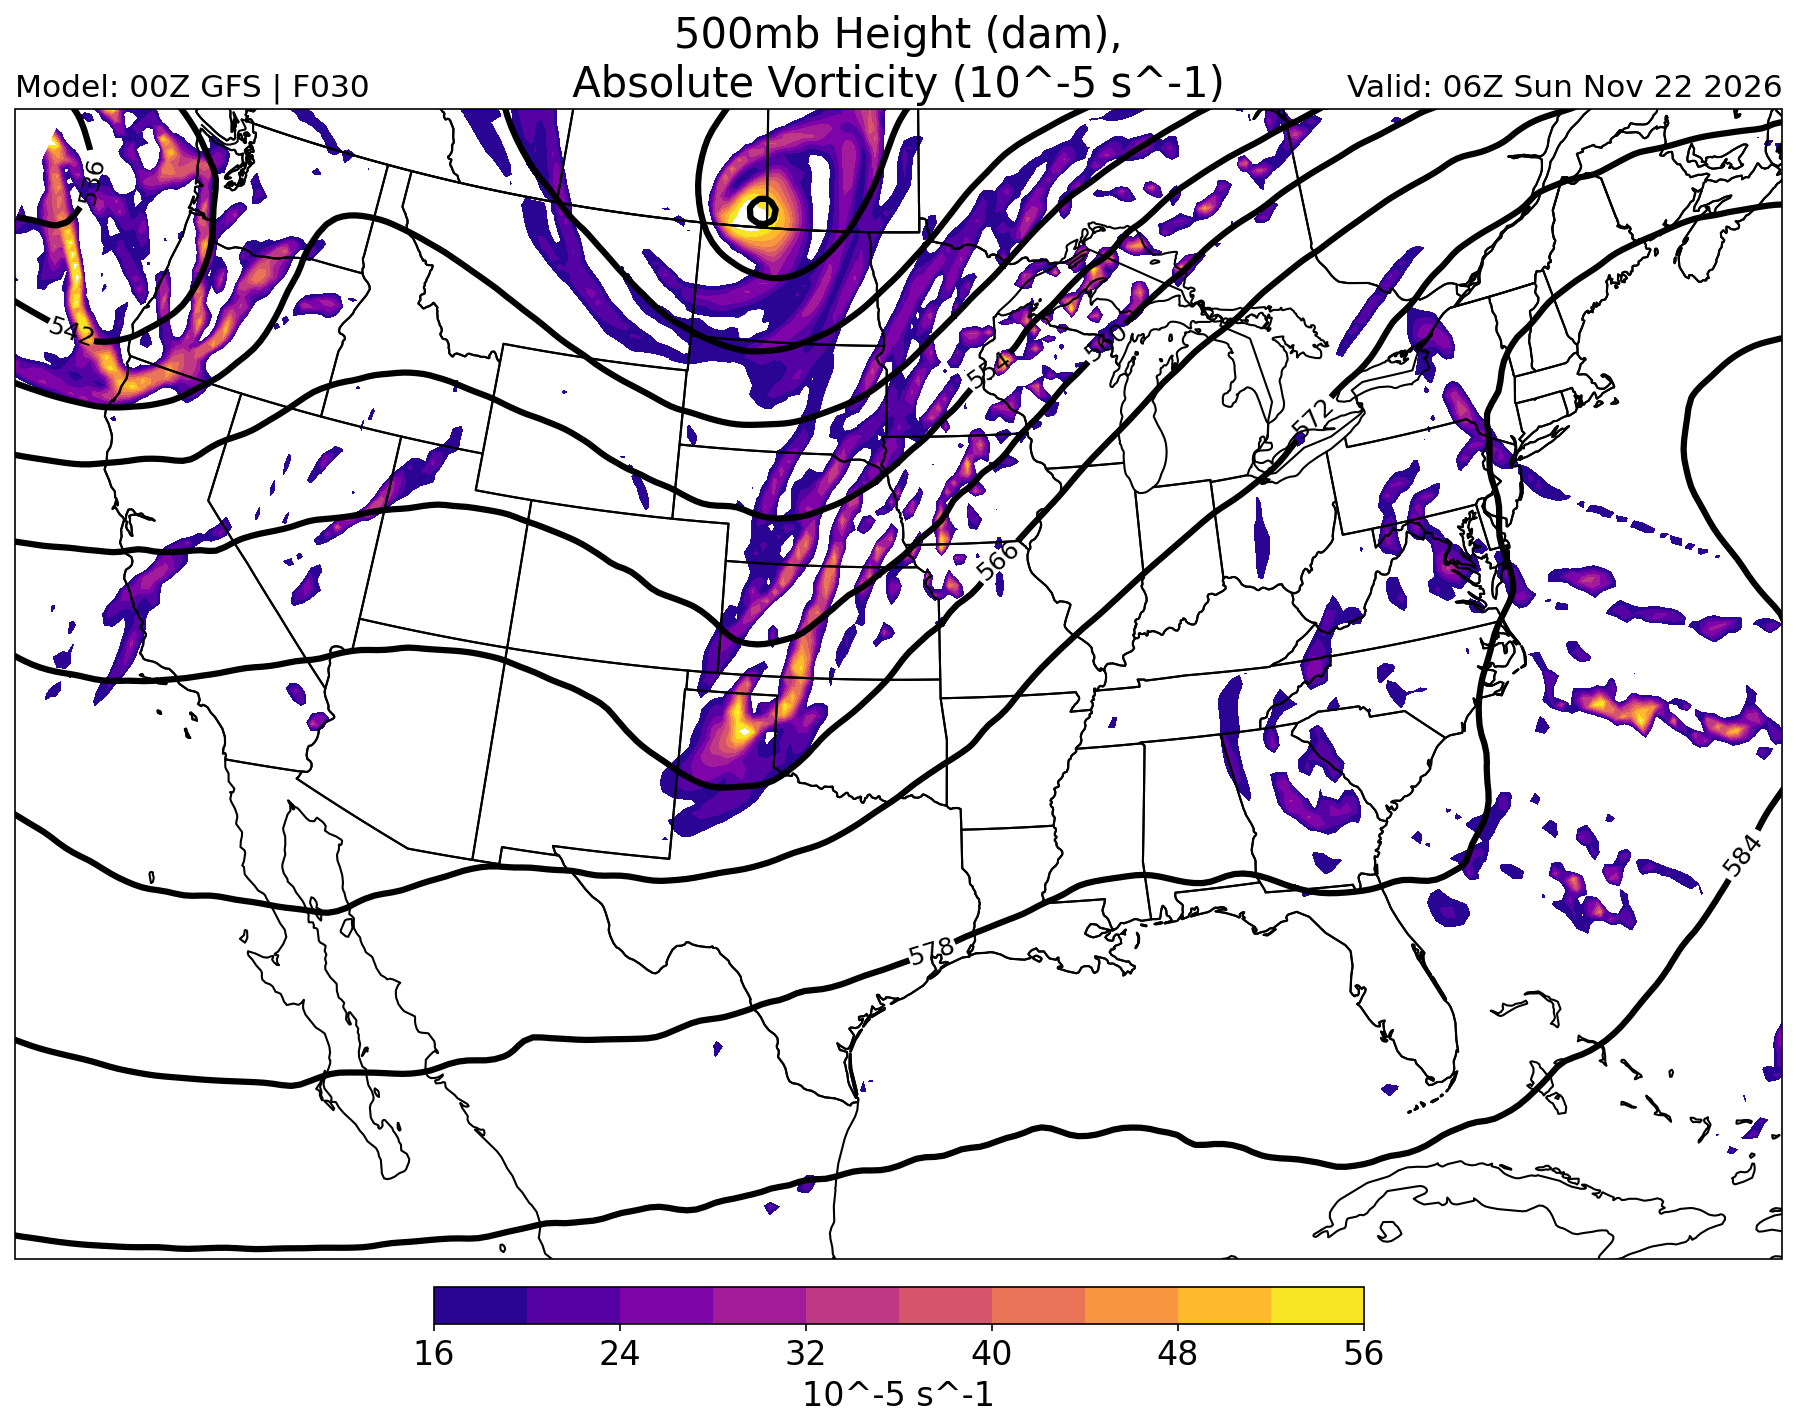 500mb Height (dam),
Model: 00Z GFS | F030
Absolute Vorticity (10^-5 s^-1)
Valid: 06Z Sun Nov 22 2026
536
542
554
560
572
566
584
578
16
24
32
40
48
56
10^-5 s^-1